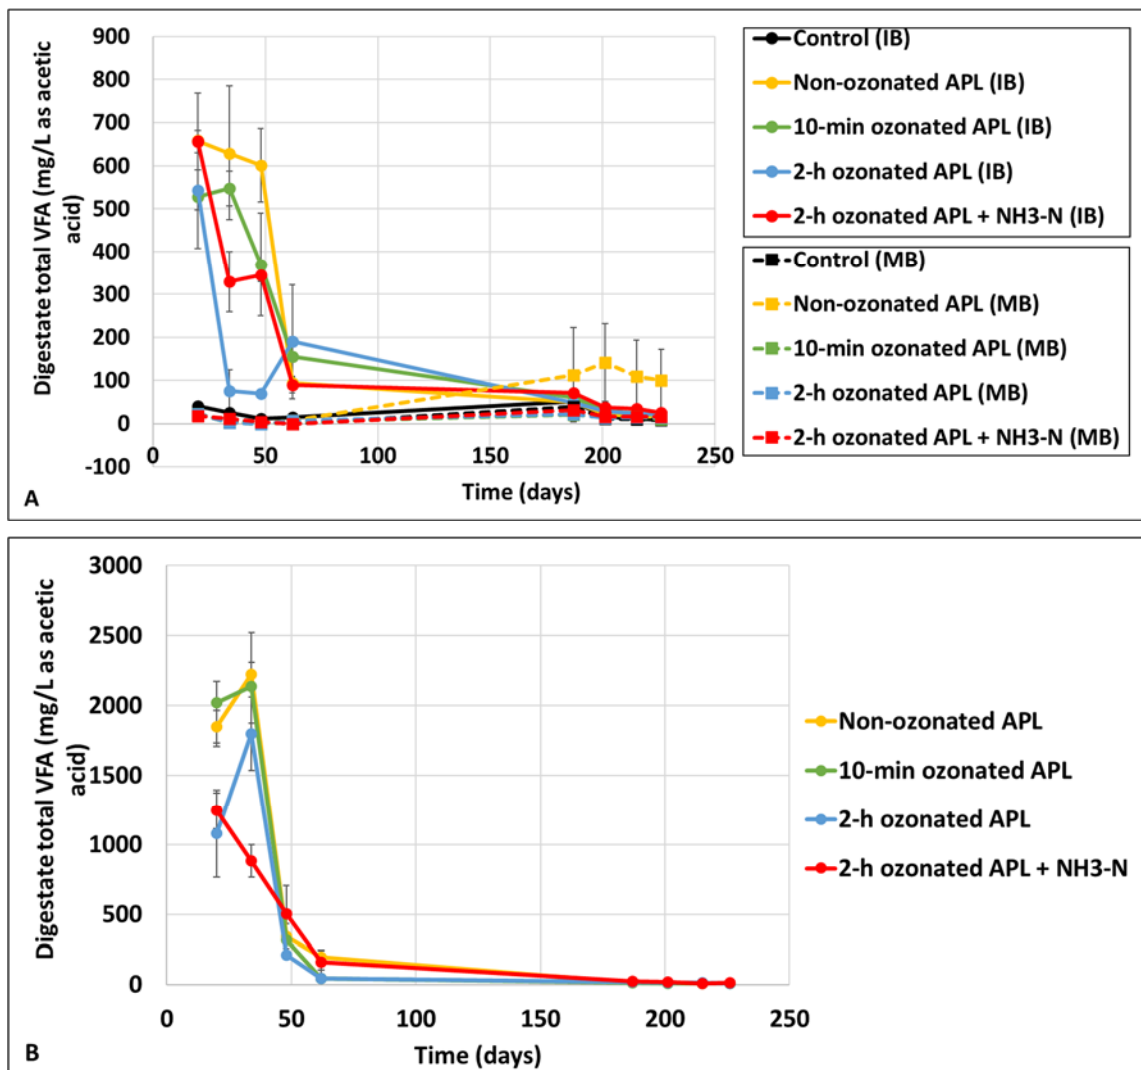 900
800
700
600
500
400
300
200
100
0
-100
Digestate total VFA (mg/L as acetic
acid)
0 50 100 150 200 250
Time (days)
A
Control (IB)
Non-ozonated APL (IB)
10-min ozonated APL (IB)
2-h ozonated APL (IB)
2-h ozonated APL + NH3-N (IB)
Control (MB)
Non-ozonated APL (MB)
10-min ozonated APL (MB)
2-h ozonated APL (MB)
2-h ozonated APL + NH3-N (MB)
3000
2500
2000
1500
1000
500
0
Digestate total VFA (mg/L as acetic
acid)
0 50 100 150 200 250
Time (days)
B
Non-ozonated APL
10-min ozonated APL
2-h ozonated APL
2-h ozonated APL + NH3-N